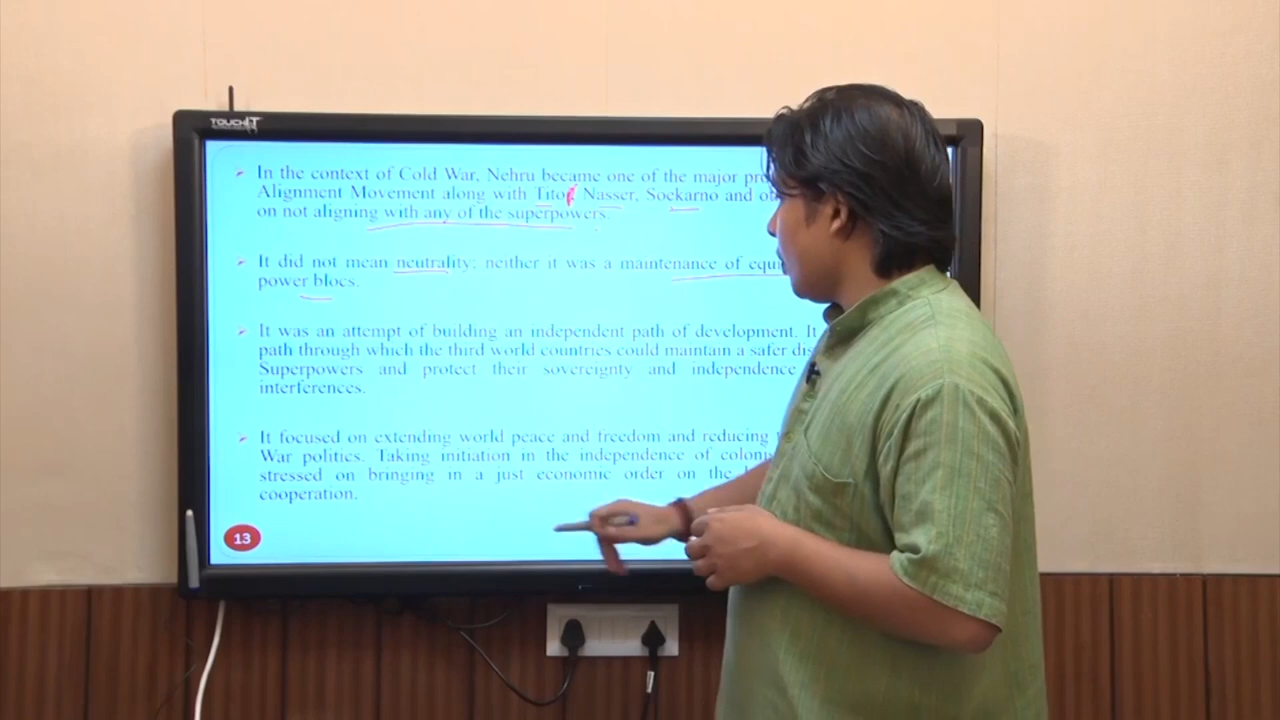 TOUCHIT
In the context of Cold War, Nehru became one of the major
Alignment Movement along with Tito, Nasser, Soekarno and
on not aligning with any of the superpowers.
It did not mean neutrality; neither it was a maintenance of
power blocs.
It was an attempt of building an independent path of development. It
path through which the third world countries could maintain a safer
Superpowers and protect their sovereignty and independence
interferences.
It focused on extending world peace and freedom and reducing
War politics. Taking initiation in the independence of
stressed on bringing in a just economic order on the
cooperation.
13